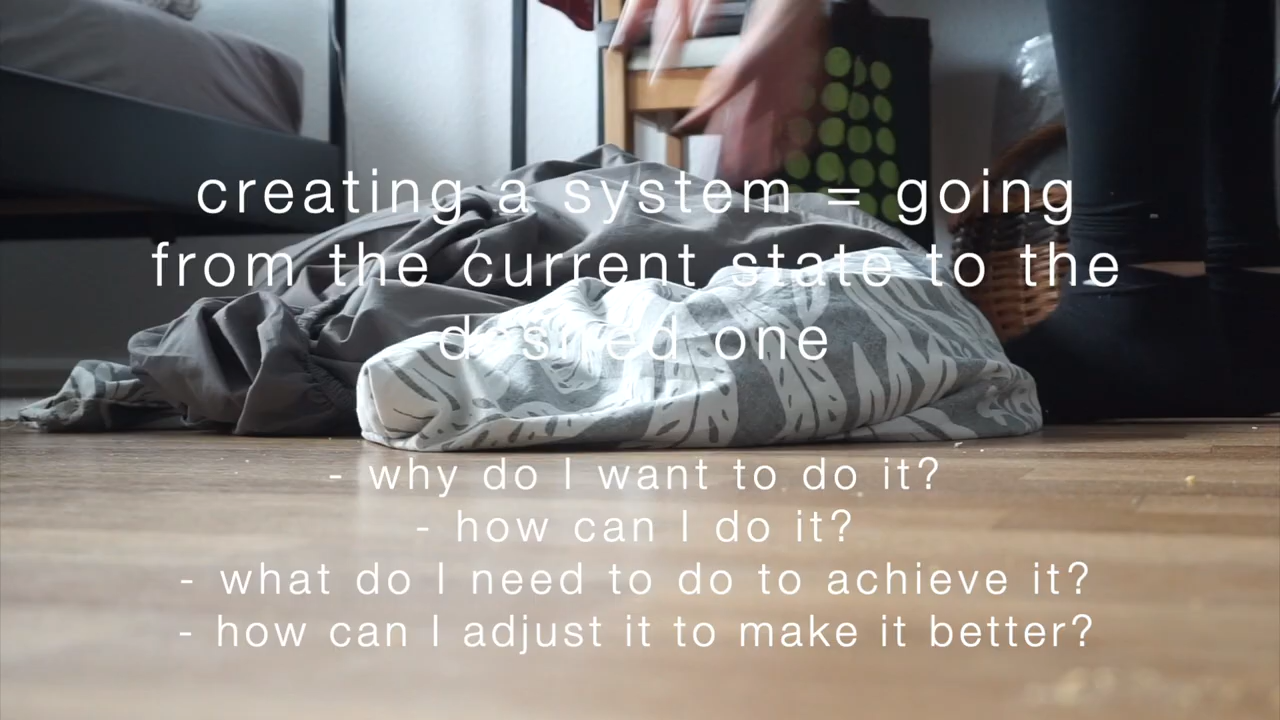 creating a system = going
from the current state to the
desired one
- why do I want to do it?
- how can I do it?
- what do I need to do to achieve it?
- how can I adjust it to make it better?